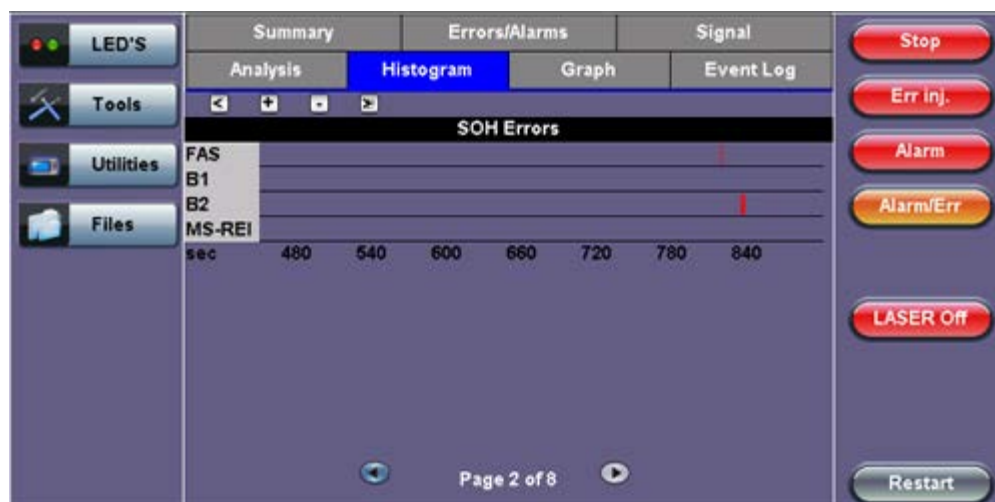 LED'S
Tools
Utilities
Files
Summary Errors/Alarms Signal
Analysis Histogram Graph Event Log
< + - >
SOH Errors
FAS
B1
B2
MS-REI
sec 480 540 600 660 720 780 840
Page 2 of 8
Stop
Err inj.
Alarm
Alarm/Err
LASER Off
Restart